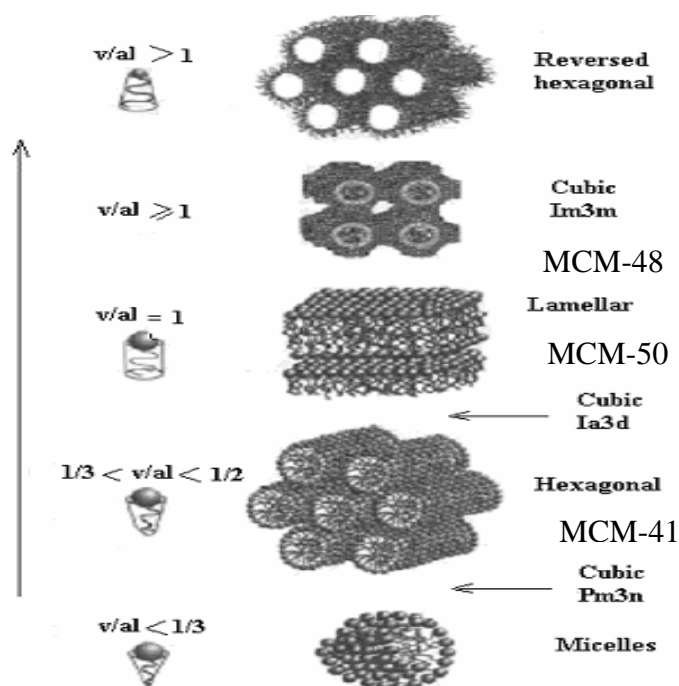 v/al > 1
Reversed
hexagonal
v/al ⩾ 1
Cubic
Im3m
MCM-48
v/al = 1
Lamellar
MCM-50
Cubic
Ia3d
1/3 < v/al < 1/2
Hexagonal
MCM-41
Cubic
Pm3n
v/al < 1/3
Micelles